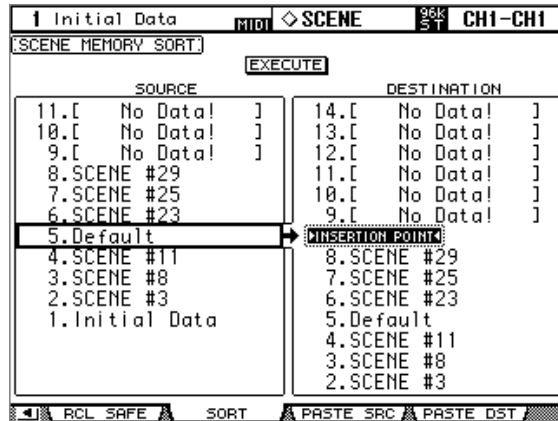 1 Initial Data MIDI ◇SCENE 96K ST CH1-CH1
SCENE MEMORY SORT
EXECUTE
SOURCE
11.[ No Data! ]
10.[ No Data! ]
9.[ No Data! ]
8.SCENE #29
7.SCENE #25
6.SCENE #23
5.Default
4.SCENE #11
3.SCENE #8
2.SCENE #3
1.Initial Data
DESTINATION
14.[ No Data! ]
13.[ No Data! ]
12.[ No Data! ]
11.[ No Data! ]
10.[ No Data! ]
9.[ No Data! ]
INSERTION POINT
8.SCENE #29
7.SCENE #25
6.SCENE #23
5.Default
4.SCENE #11
3.SCENE #8
2.SCENE #3
RCL SAFE SORT PASTE SRC PASTE DST